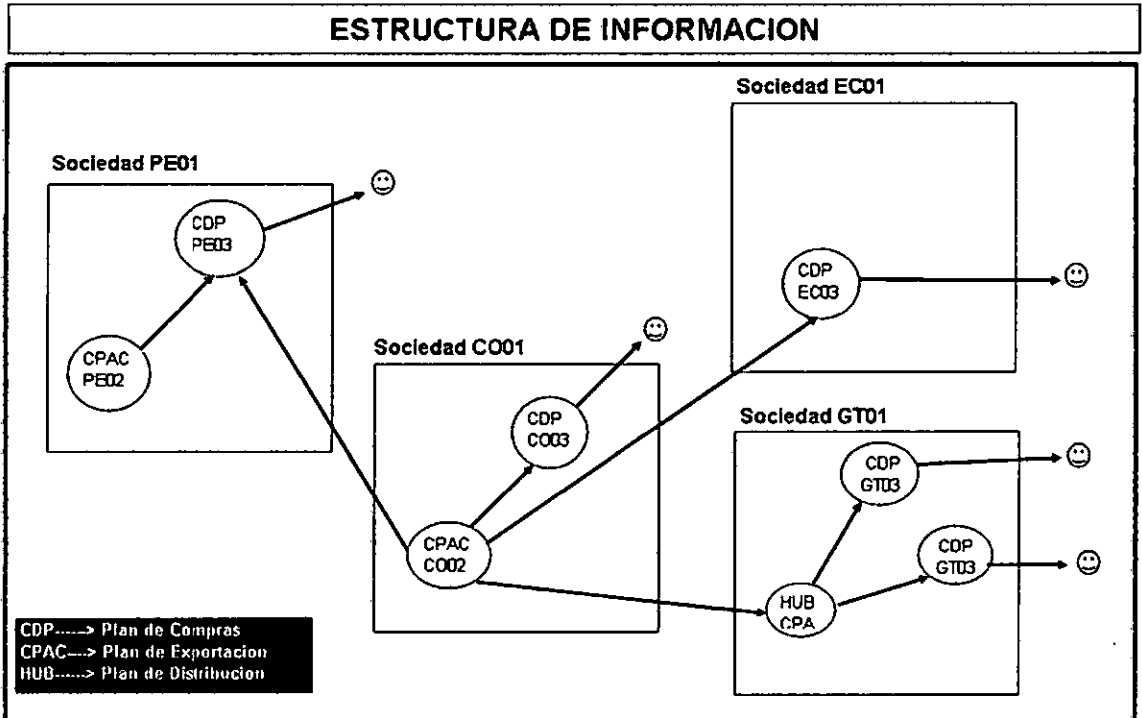 ESTRUCTURA DE INFORMACION
Sociedad EC01
Sociedad PE01
CDP
PE03
CDP
EC03
CPAC
PE02
Sociedad CO01
CDP
CO03
Sociedad GT01
CDP
GT03
CPAC
CO02
CDP
GT03
HUB
CPA
CDP-----> Plan de Compras
CPAC---> Plan de Exportacion
HUB-----> Plan de Distribucion